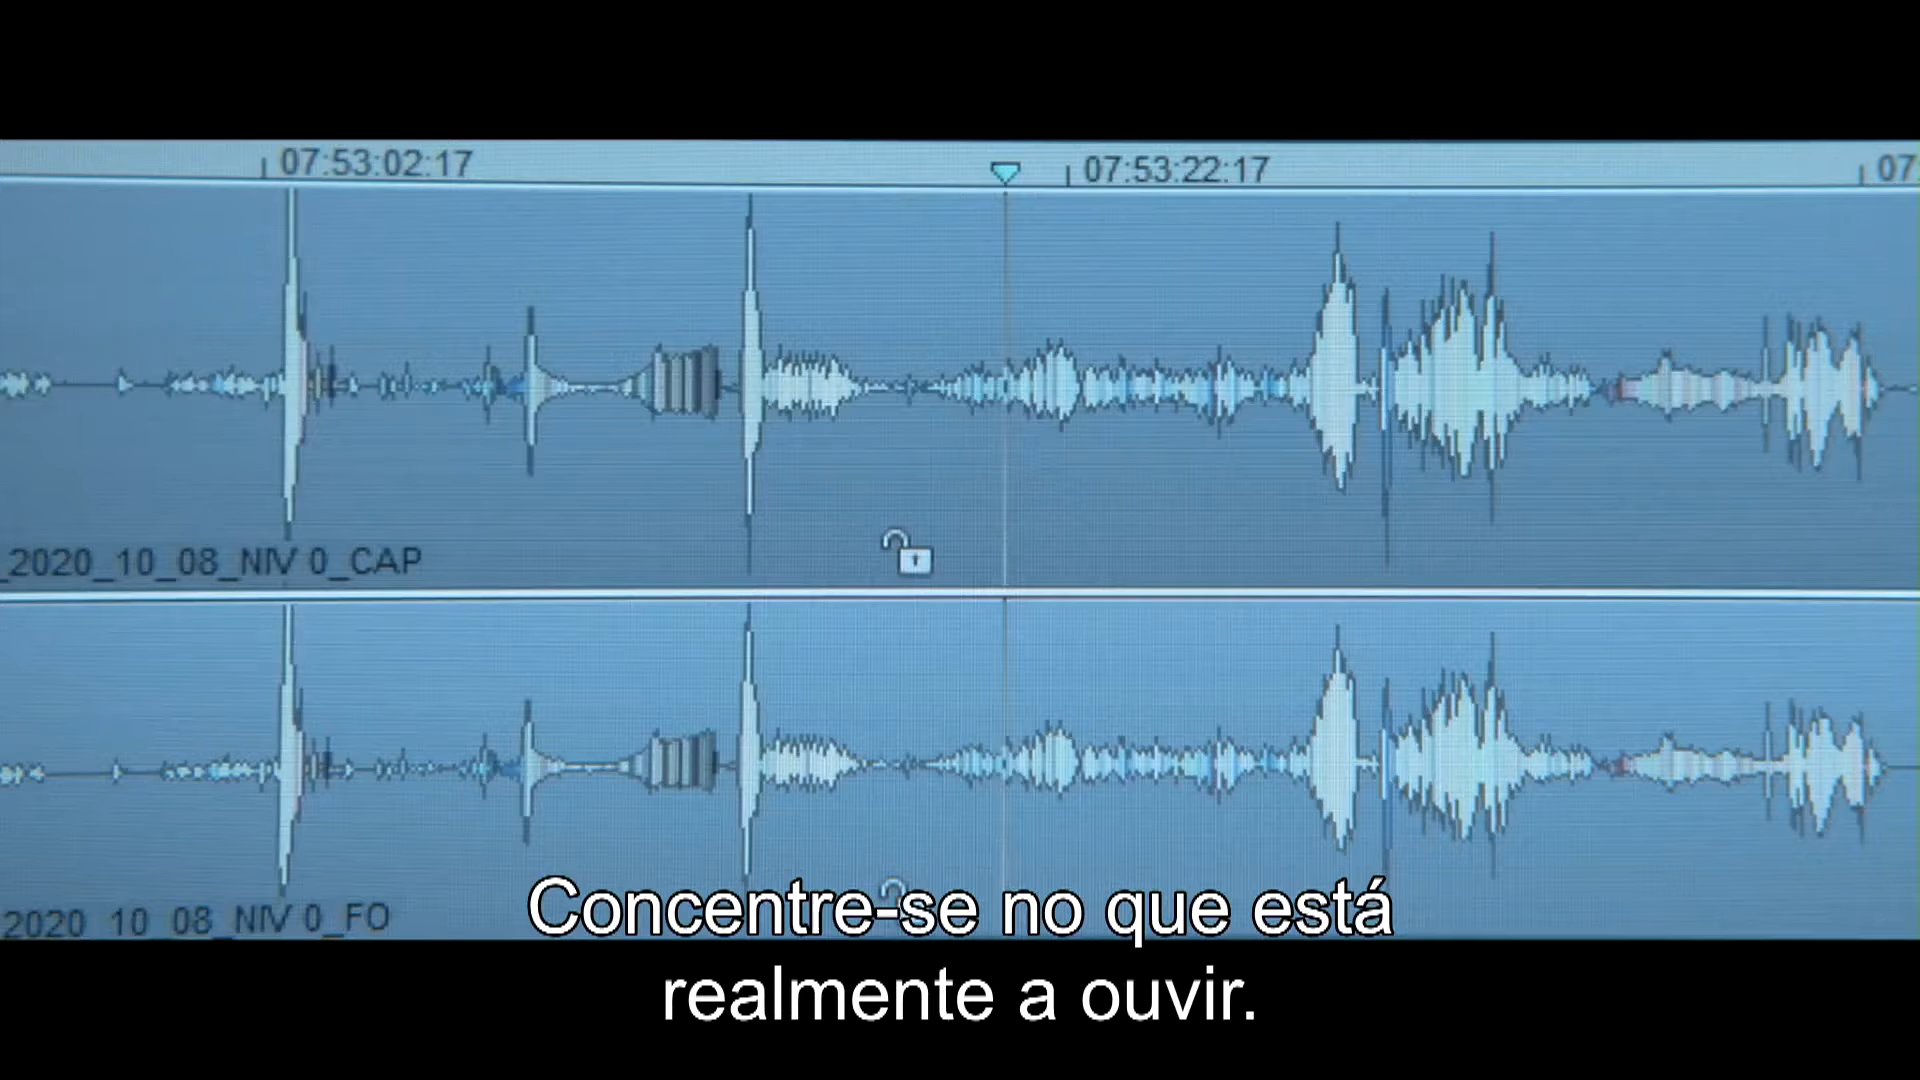 07:53:02:17
07:53:22:17
07:
_2020_10_08_NIV 0_CAP
2020_10_08_NIV 0_FO
Concentre-se no que está
realmente a ouvir.